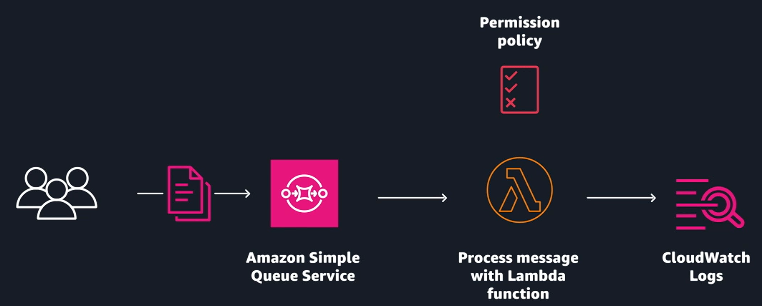 Permission
policy
Amazon Simple
Queue Service
Process message
with Lambda
function
CloudWatch
Logs